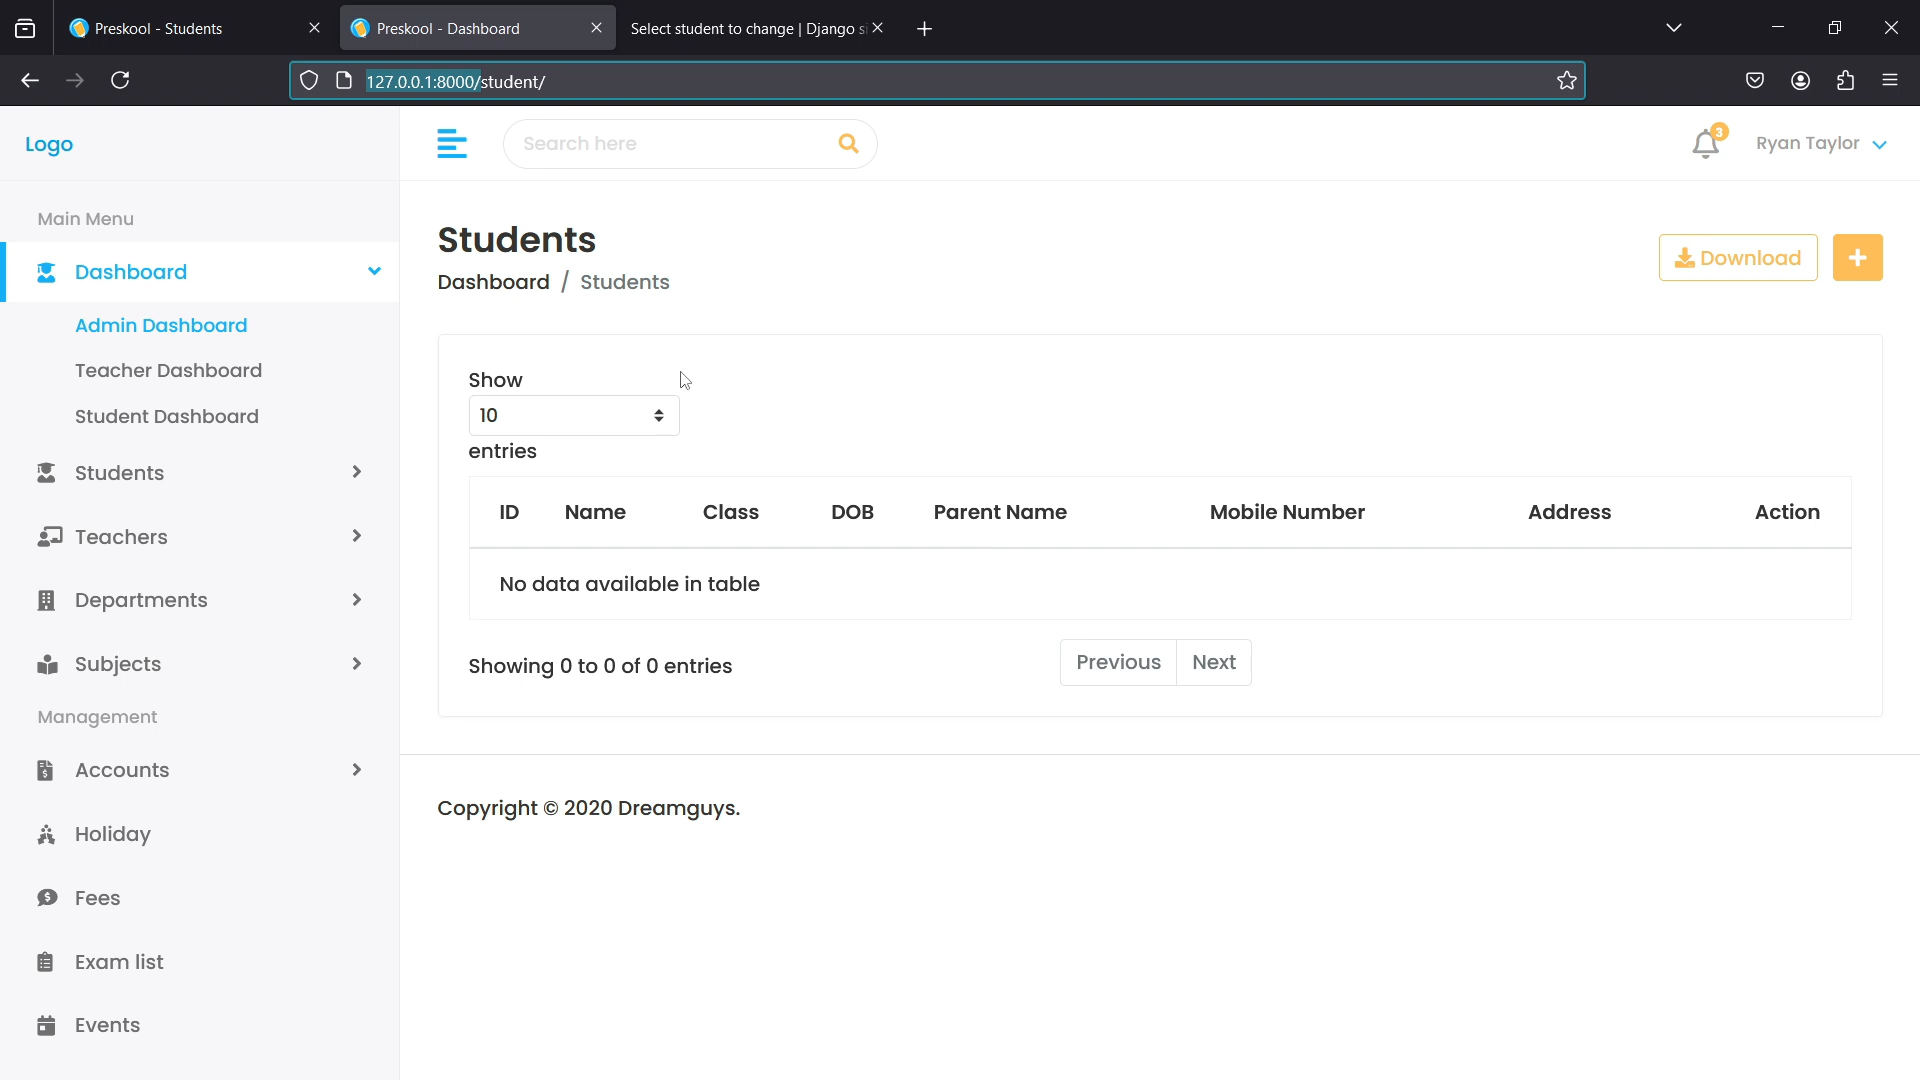 Preskool - Students
Preskool - Dashboard
Select student to change | Django s
127.0.0.1:8000/student/
Logo
Search here
3
Ryan Taylor
Main Menu
Dashboard
Admin Dashboard
Teacher Dashboard
Student Dashboard
Students
Teachers
Departments
Subjects
Management
Accounts
Holiday
Fees
Exam list
Events
Students
Dashboard / Students
Download
Show
10
entries
ID Name Class DOB Parent Name Mobile Number Address Action
No data available in table
Showing 0 to 0 of 0 entries
Previous Next
Copyright © 2020 Dreamguys.